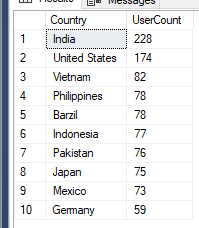 Results Messages
Country UserCount
1 India 228
2 United States 174
3 Vietnam 82
4 Philippines 78
5 Barzil 78
6 Indonesia 77
7 Pakistan 76
8 Japan 75
9 Mexico 73
10 Germany 59